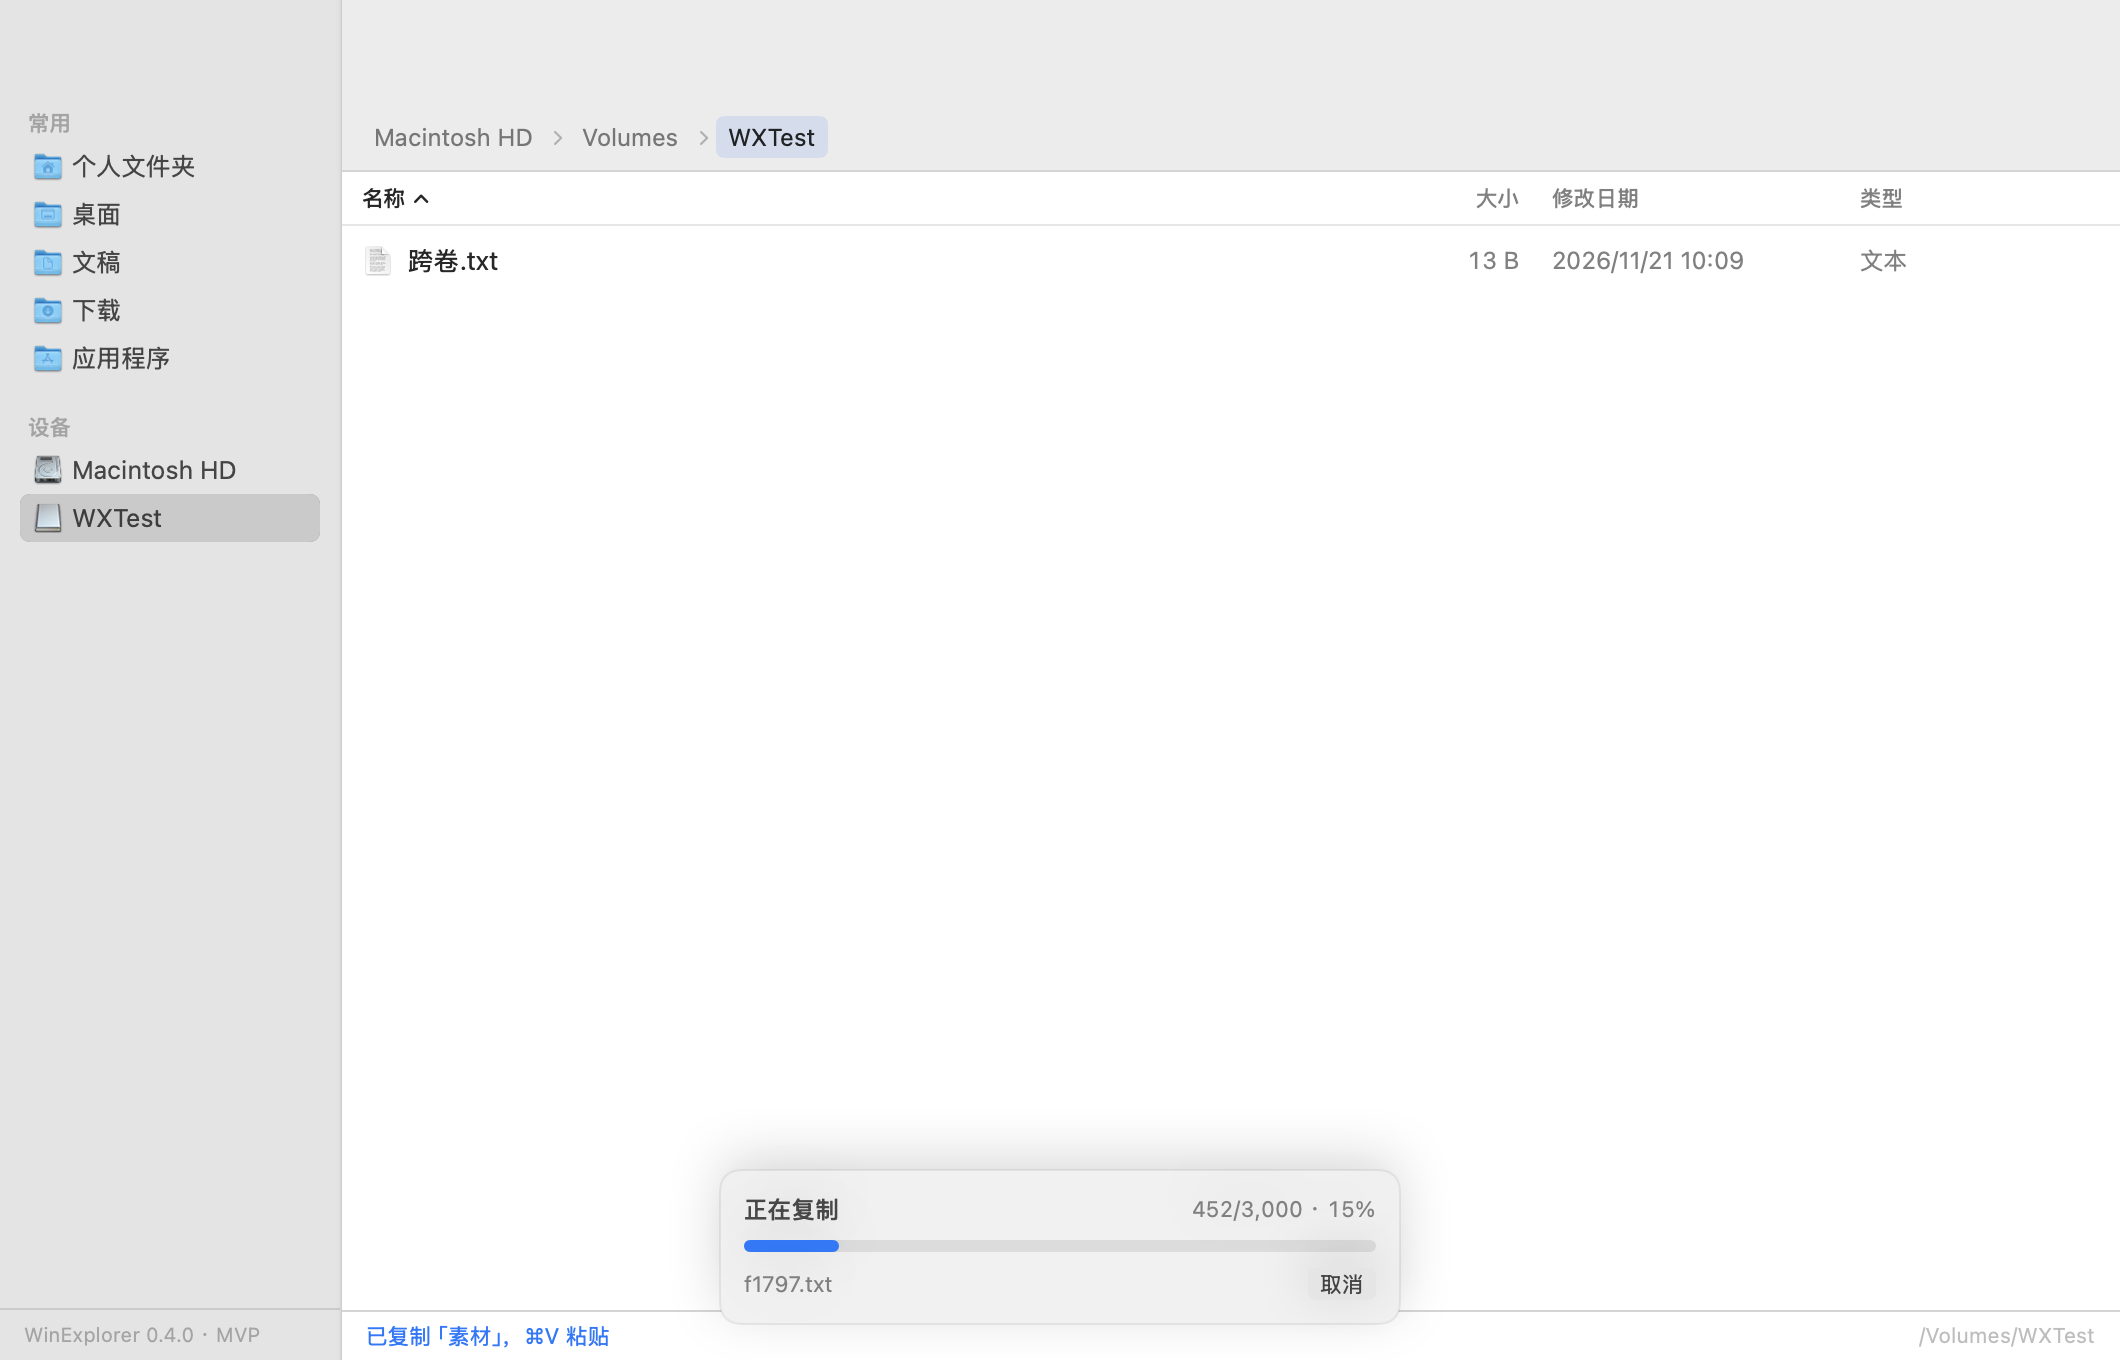 常用
个人文件夹
桌面
文稿
下载
应用程序
设备
Macintosh HD
WXTest
WinExplorer 0.4.0 · MVP
Macintosh HD › Volumes › WXTest
名称 大小 修改日期 类型
跨卷.txt 13 B 2026/11/21 10:09 文本
正在复制 452/3,000 · 15%
f1797.txt 取消
已复制「素材」，⌘V 粘贴 /Volumes/WXTest